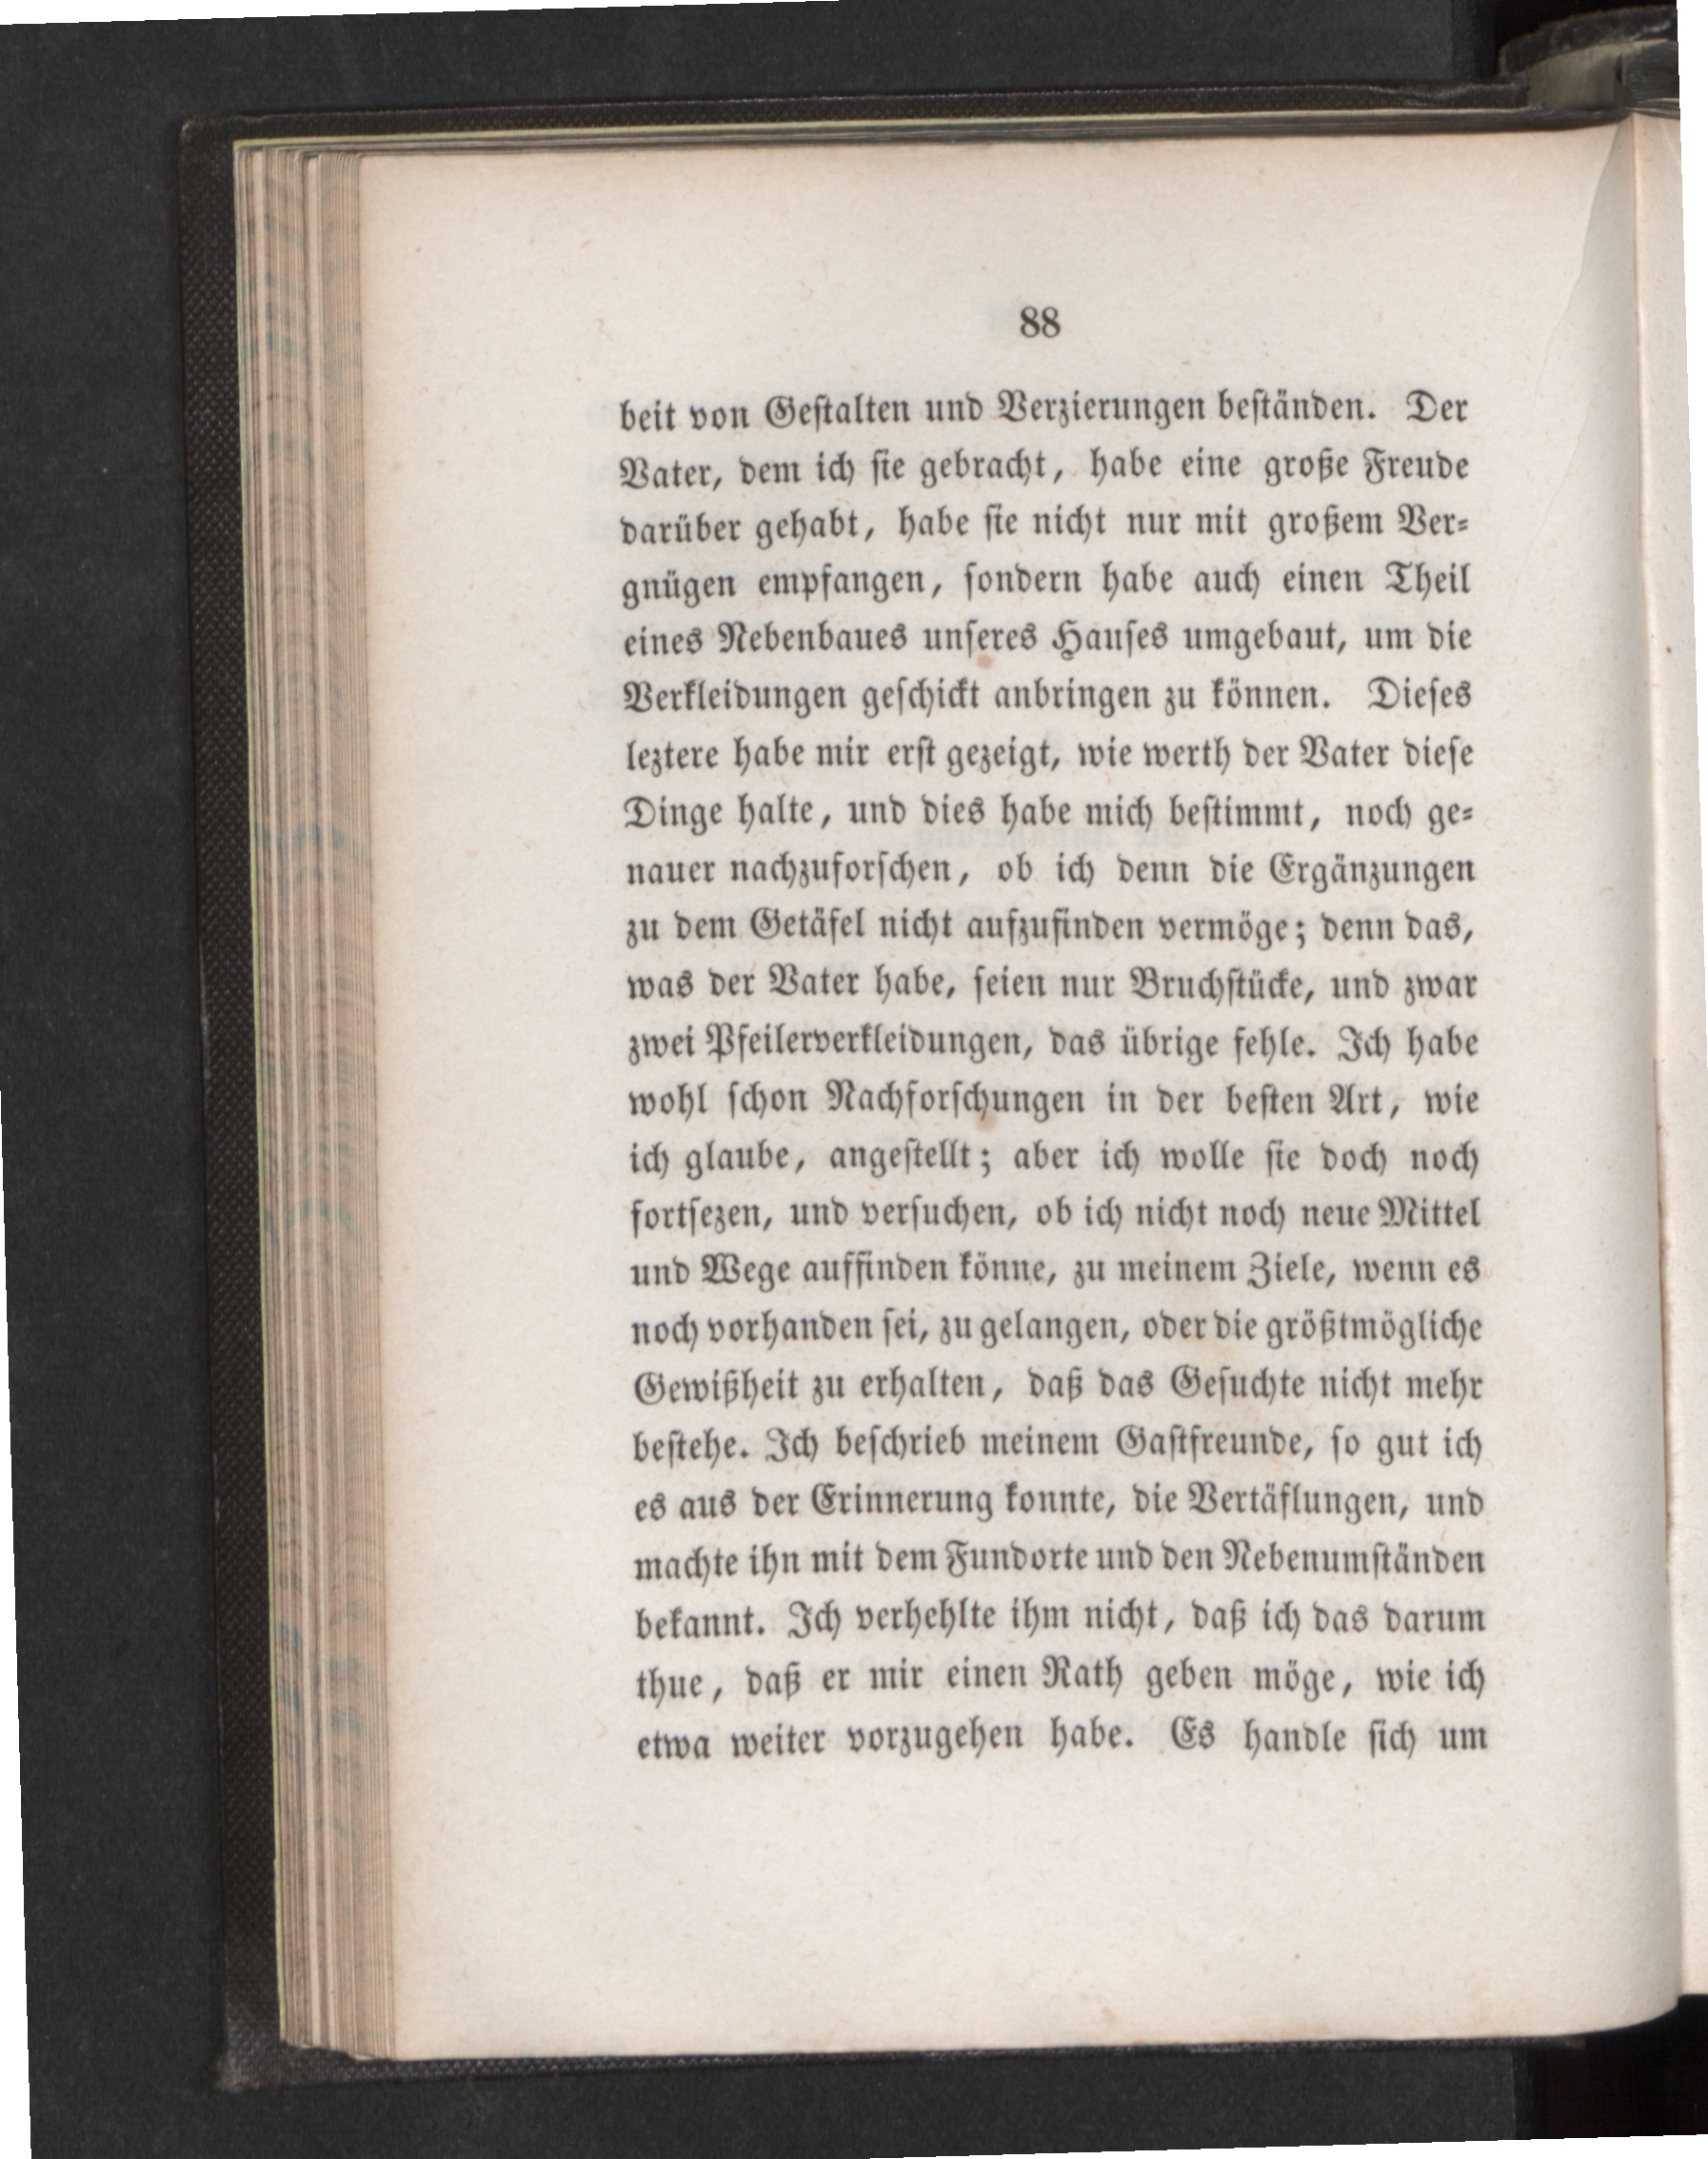 88
beit von Gestalten und Verzierungen beständen. Der
Vater, dem ich sie gebracht, habe eine große Freude
darüber gehabt, habe sie nicht nur mit großem Ver-
gnügen empfangen, sondern habe auch einen Theil
eines Nebenbaues unseres Hauses umgebaut, um die
Verkleidungen geschickt anbringen zu können. Dieses
leztere habe mir erst gezeigt, wie werth der Vater diese
Dinge halte, und dies habe mich bestimmt, noch ge-
nauer nachzuforschen, ob ich denn die Ergänzungen
zu dem Getäfel nicht aufzufinden vermöge; denn das,
was der Vater habe, seien nur Bruchstücke, und zwar
zwei Pfeilerverkleidungen, das übrige fehle. Ich habe
wohl schon Nachforschungen in der besten Art, wie
ich glaube, angestellt; aber ich wolle sie doch noch
fortsezen, und versuchen, ob ich nicht noch neue Mittel
und Wege auffinden könne, zu meinem Ziele, wenn es
noch vorhanden sei, zu gelangen, oder die größtmögliche
Gewißheit zu erhalten, daß das Gesuchte nicht mehr
bestehe. Ich beschrieb meinem Gastfreunde, so gut ich
es aus der Erinnerung konnte, die Vertäflungen, und
machte ihn mit dem Fundorte und den Nebenumständen
bekannt. Ich verhehlte ihm nicht, daß ich das darum
thue, daß er mir einen Rath geben möge, wie ich
etwa weiter vorzugehen habe. Es handle sich um